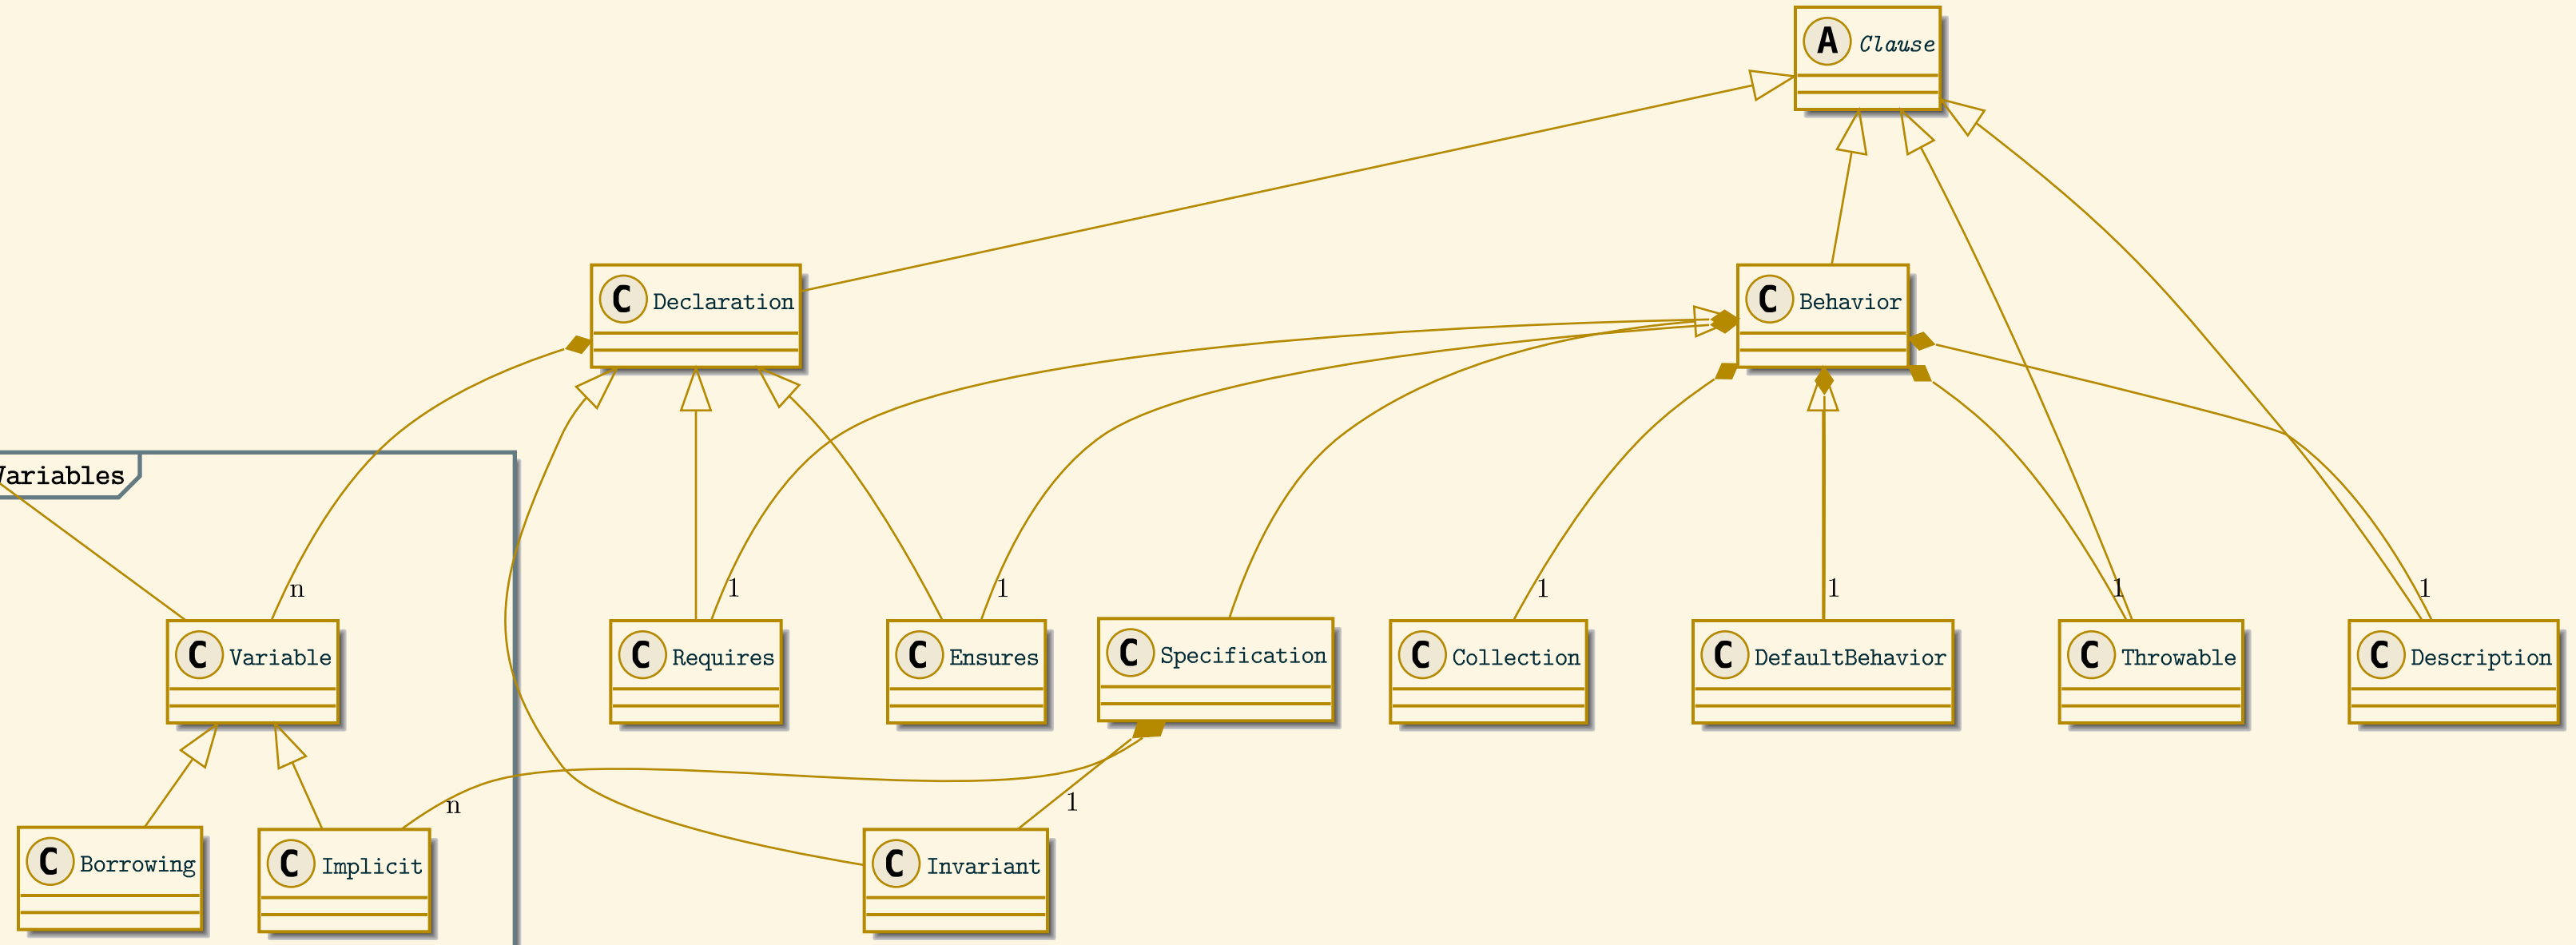 A Clause
C Declaration
C Behavior
Variables
n
1
1
1
1
1
1
C Variable
C Requires
C Ensures
C Specification
C Collection
C DefaultBehavior
C Throwable
C Description
n
1
C Borrowing
C Implicit
C Invariant